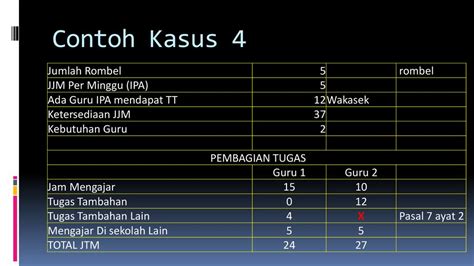 Contoh Kasus 4
Jumlah Rombel 5 rombel
JJM Per Minggu (IPA) 5
Ada Guru IPA mendapat TT 12 Wakasek
Ketersediaan JJM 37
Kebutuhan Guru 2
PEMBAGIAN TUGAS
Guru 1 Guru 2
Jam Mengajar 15 10
Tugas Tambahan 0 12
Tugas Tambahan Lain 4 X Pasal 7 ayat 2
Mengajar Di sekolah Lain 5 5
TOTAL JTM 24 27